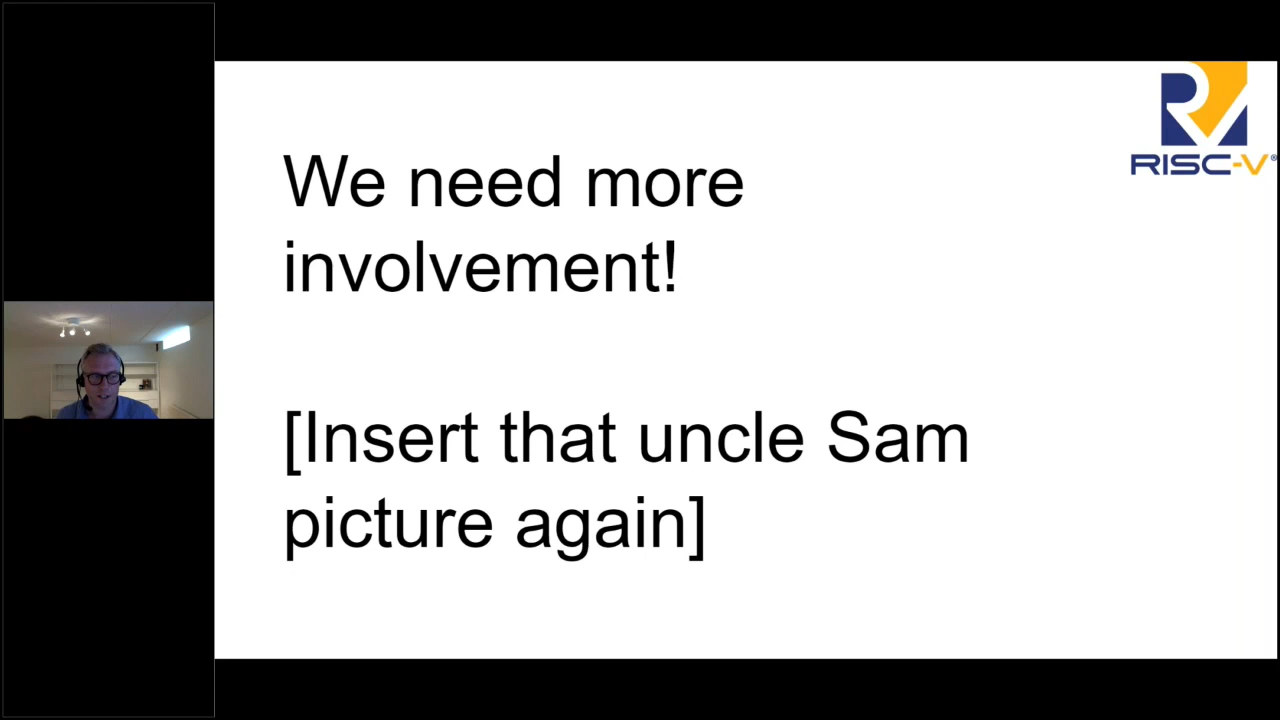 We need more
involvement!
[Insert that uncle Sam
picture again]
RISC-V®